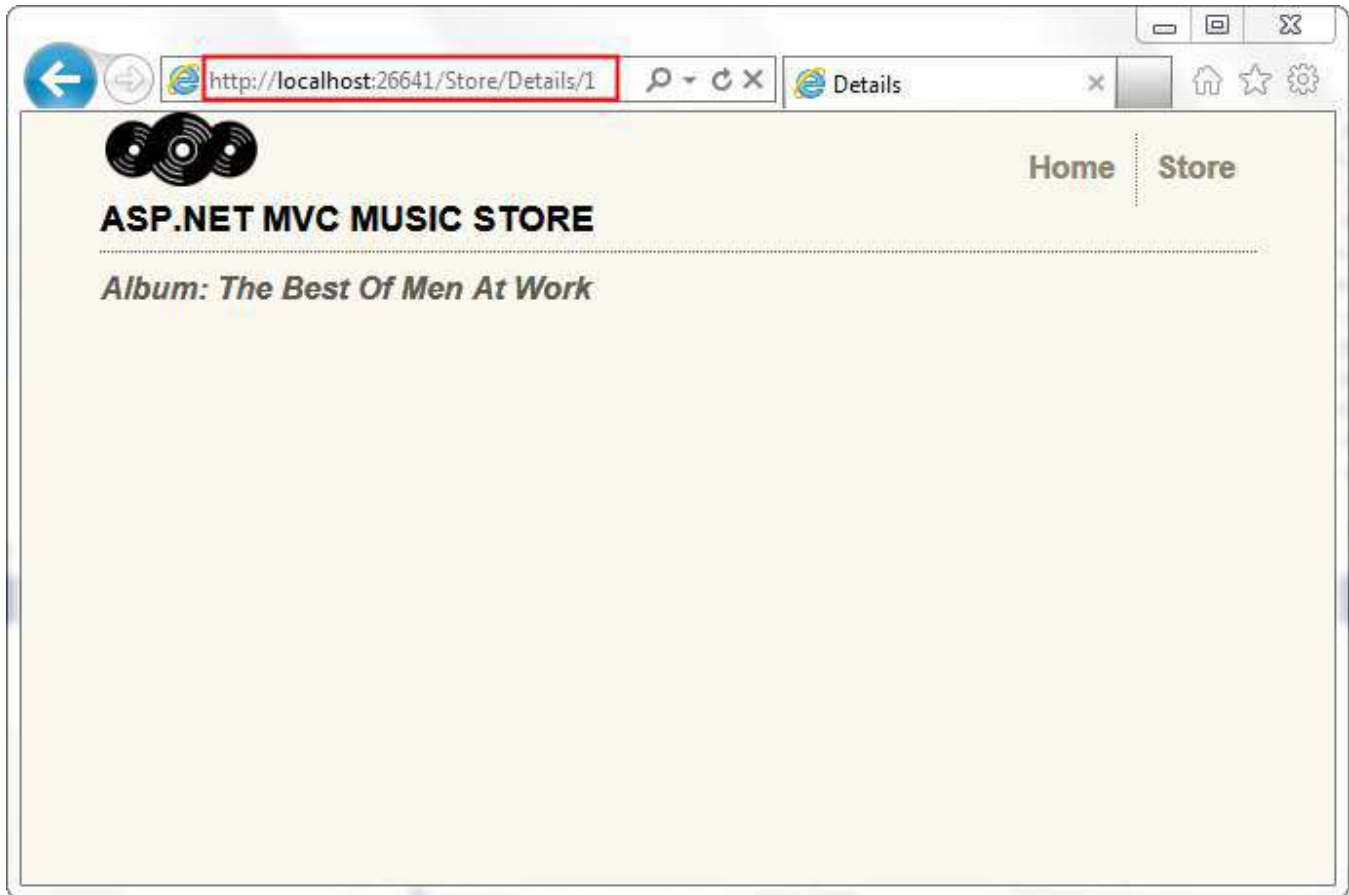 http://localhost:26641/Store/Details/1
Details
Home
Store
ASP.NET MVC MUSIC STORE
Album: The Best Of Men At Work